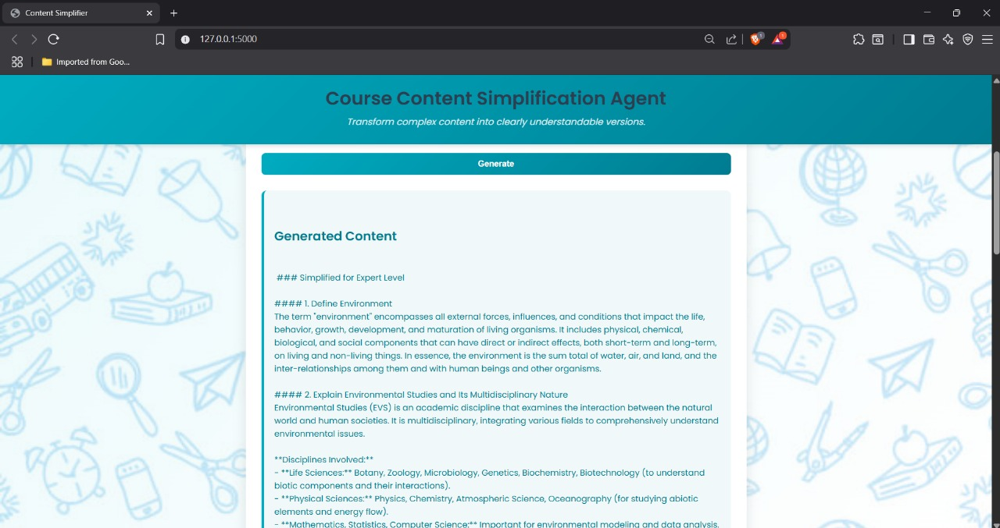 Content Simplifier
127.0.0.1:5000
1
1
Imported from Goo...
Course Content Simplification Agent
Transform complex content into clearly understandable versions.
Generate
Generated Content
### Simplified for Expert Level
#### 1. Define Environment
The term "environment" encompasses all external forces, influences, and conditions that impact the life,
behavior, growth, development, and maturation of living organisms. It includes physical, chemical,
biological, and social components that can have direct or indirect effects, both short-term and long-term,
on living and non-living things. In essence, the environment is the sum total of water, air, and land, and the
inter-relationships among them and with human beings and other organisms.
#### 2. Explain Environmental Studies and Its Multidisciplinary Nature
Environmental Studies (EVS) is an academic discipline that examines the interaction between the natural
world and human societies. It is multidisciplinary, integrating various fields to comprehensively understand
environmental issues.
**Disciplines Involved:**
- **Life Sciences:** Botany, Zoology, Microbiology, Genetics, Biochemistry, Biotechnology (to understand
biotic components and their interactions).
- **Physical Sciences:** Physics, Chemistry, Atmospheric Science, Oceanography (for studying abiotic
elements and energy flow).
- **Mathematics, Statistics, Computer Science:** Important for environmental modeling and data analysis.